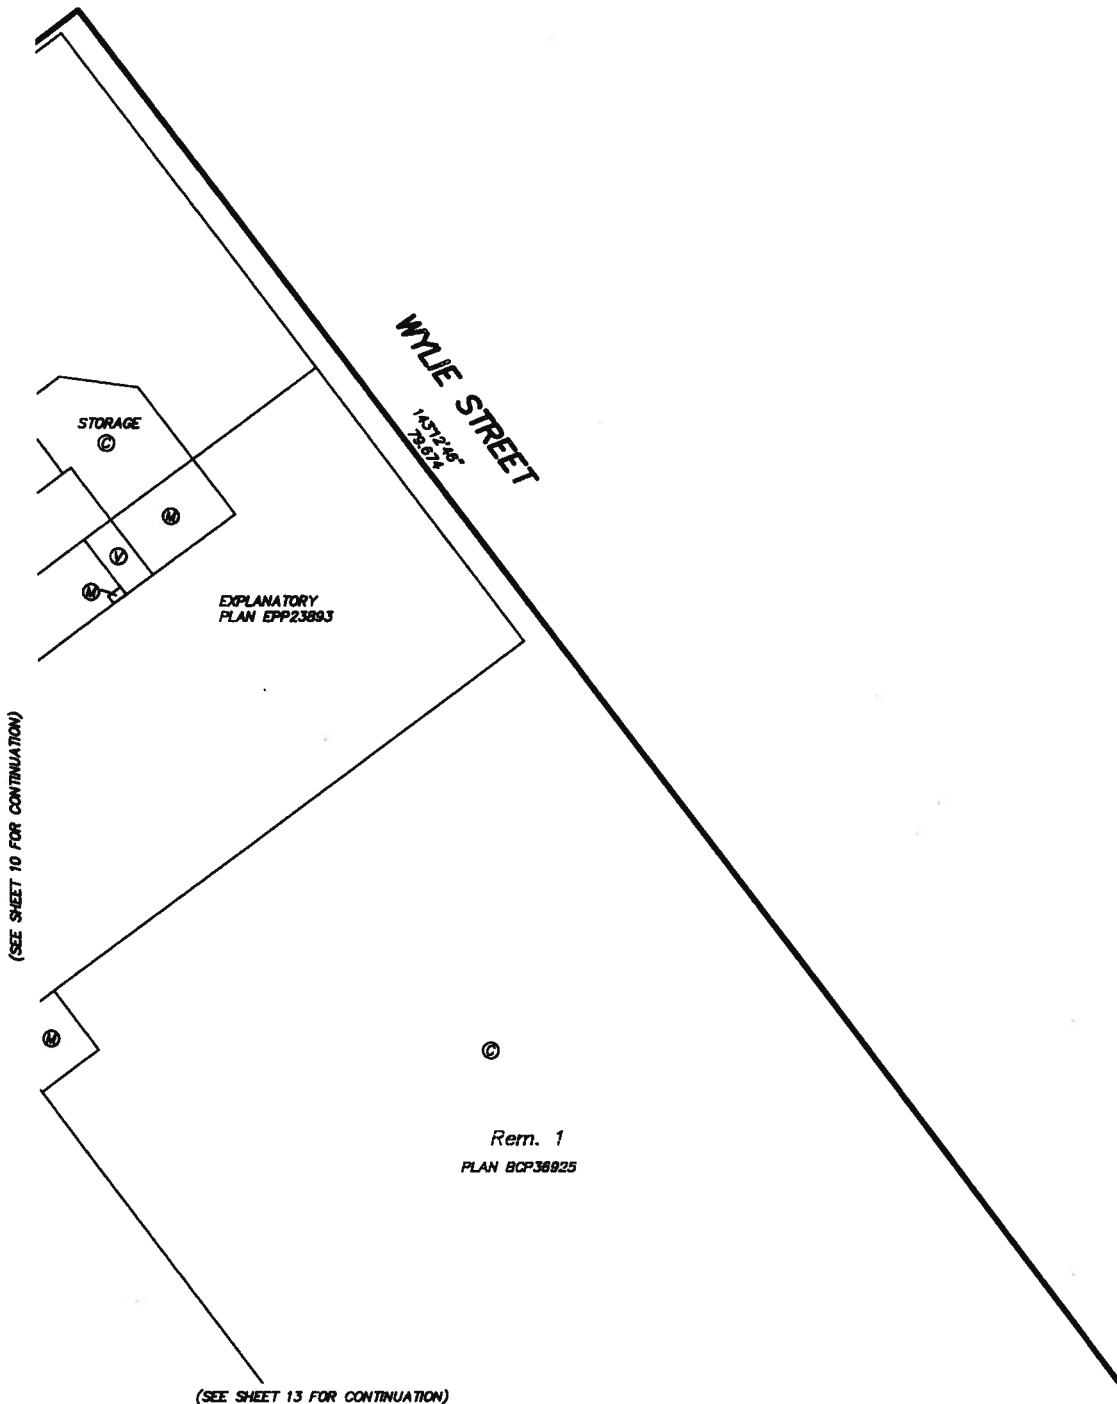 WYLIE STREET
143°12'46"
79.674
STORAGE
Ⓒ
Ⓜ
Ⓥ
Ⓜ
EXPLANATORY
PLAN EPP23893
(SEE SHEET 10 FOR CONTINUATION)
Ⓜ
Ⓒ
Rem. 1
PLAN BCP36925
(SEE SHEET 13 FOR CONTINUATION)